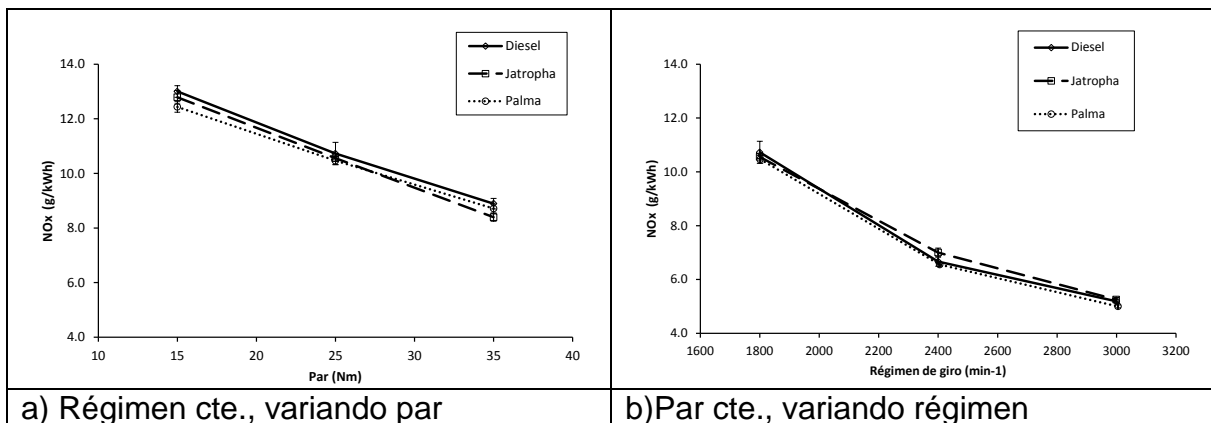 Diesel
Jatropha
Palma
14.0
12.0
10.0
8.0
6.0
4.0
NOx (g/kWh)
10 15 20 25 30 35 40
Par (Nm)
Diesel
Jatropha
Palma
14.0
12.0
10.0
8.0
6.0
4.0
NOx (g/kWh)
1600 1800 2000 2200 2400 2600 2800 3000 3200
Régimen de giro (min-1)
a) Régimen cte., variando par
b)Par cte., variando régimen